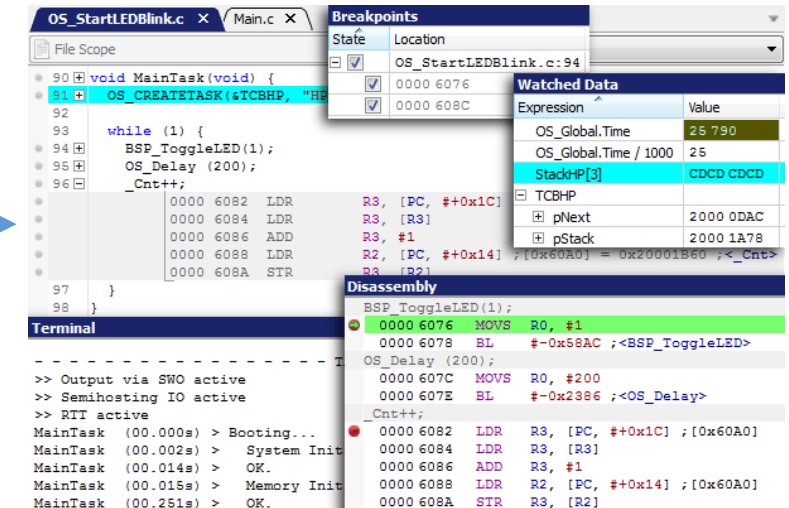 OS_StartLEDBlink.c X
Main.c X
File Scope
90 void MainTask(void) {
91 OS_CREATETASK(&TCBHP, "HP
92
93 while (1) {
94 BSP_ToggleLED(1);
95 OS_Delay (200);
96 _Cnt++;
0000 6082 LDR R3, [PC, #+0x1C]
0000 6084 LDR R3, [R3]
0000 6086 ADD R3, #1
0000 6088 LDR R2, [PC, #+0x14] ;[0x60A0] = 0x20001B60 ;<_Cnt>
0000 608A STR R3, [R2]
97 }
98 }
Breakpoints
State Location
OS_StartLEDBlink.c:94
0000 6076
0000 608C
Watched Data
Expression Value
OS_Global.Time 25 790
OS_Global.Time / 1000 25
StackHP[3] CDCD CDCD
TCBHP
pNext 2000 0DAC
pStack 2000 1A78
Terminal
- - - - - - - - - - - - - - - - - T
>> Output via SWO active
>> Semihosting IO active
>> RTT active
MainTask (00.000s) > Booting...
MainTask (00.002s) > System Init
MainTask (00.014s) > OK.
MainTask (00.015s) > Memory Init
MainTask (00.251s) > OK.
Disassembly
BSP_ToggleLED(1);
0000 6076 MOVS R0, #1
0000 6078 BL #-0x58AC ;<BSP_ToggleLED>
OS_Delay (200);
0000 607C MOVS R0, #200
0000 607E BL #-0x2386 ;<OS_Delay>
_Cnt++;
0000 6082 LDR R3, [PC, #+0x1C] ;[0x60A0]
0000 6084 LDR R3, [R3]
0000 6086 ADD R3, #1
0000 6088 LDR R2, [PC, #+0x14] ;[0x60A0]
0000 608A STR R3, [R2]